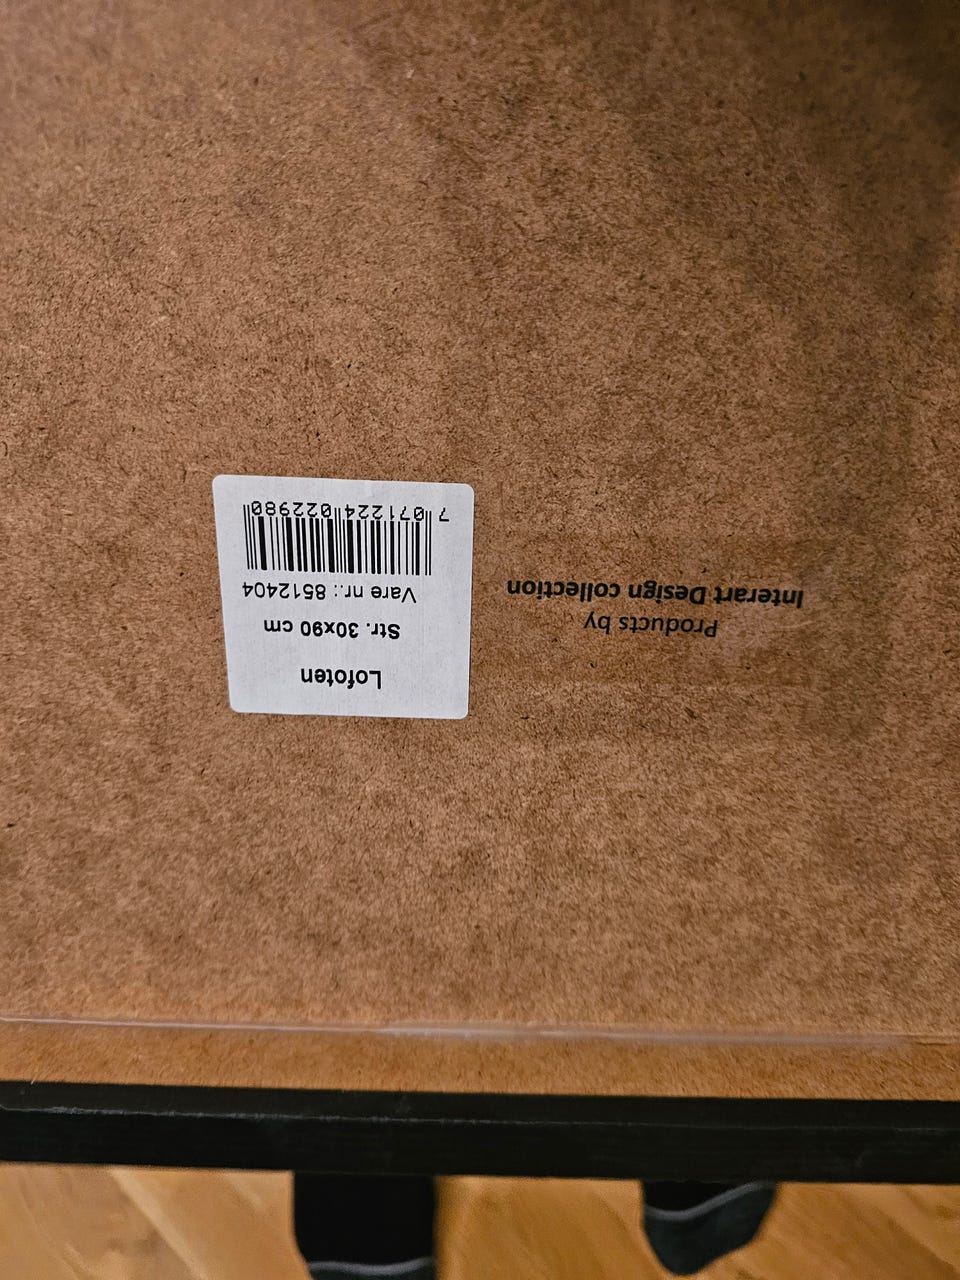 Lofoten
Str. 30x90 cm
Vare nr.: 8512404
7 071224 022980
Products by
Interart Design collection